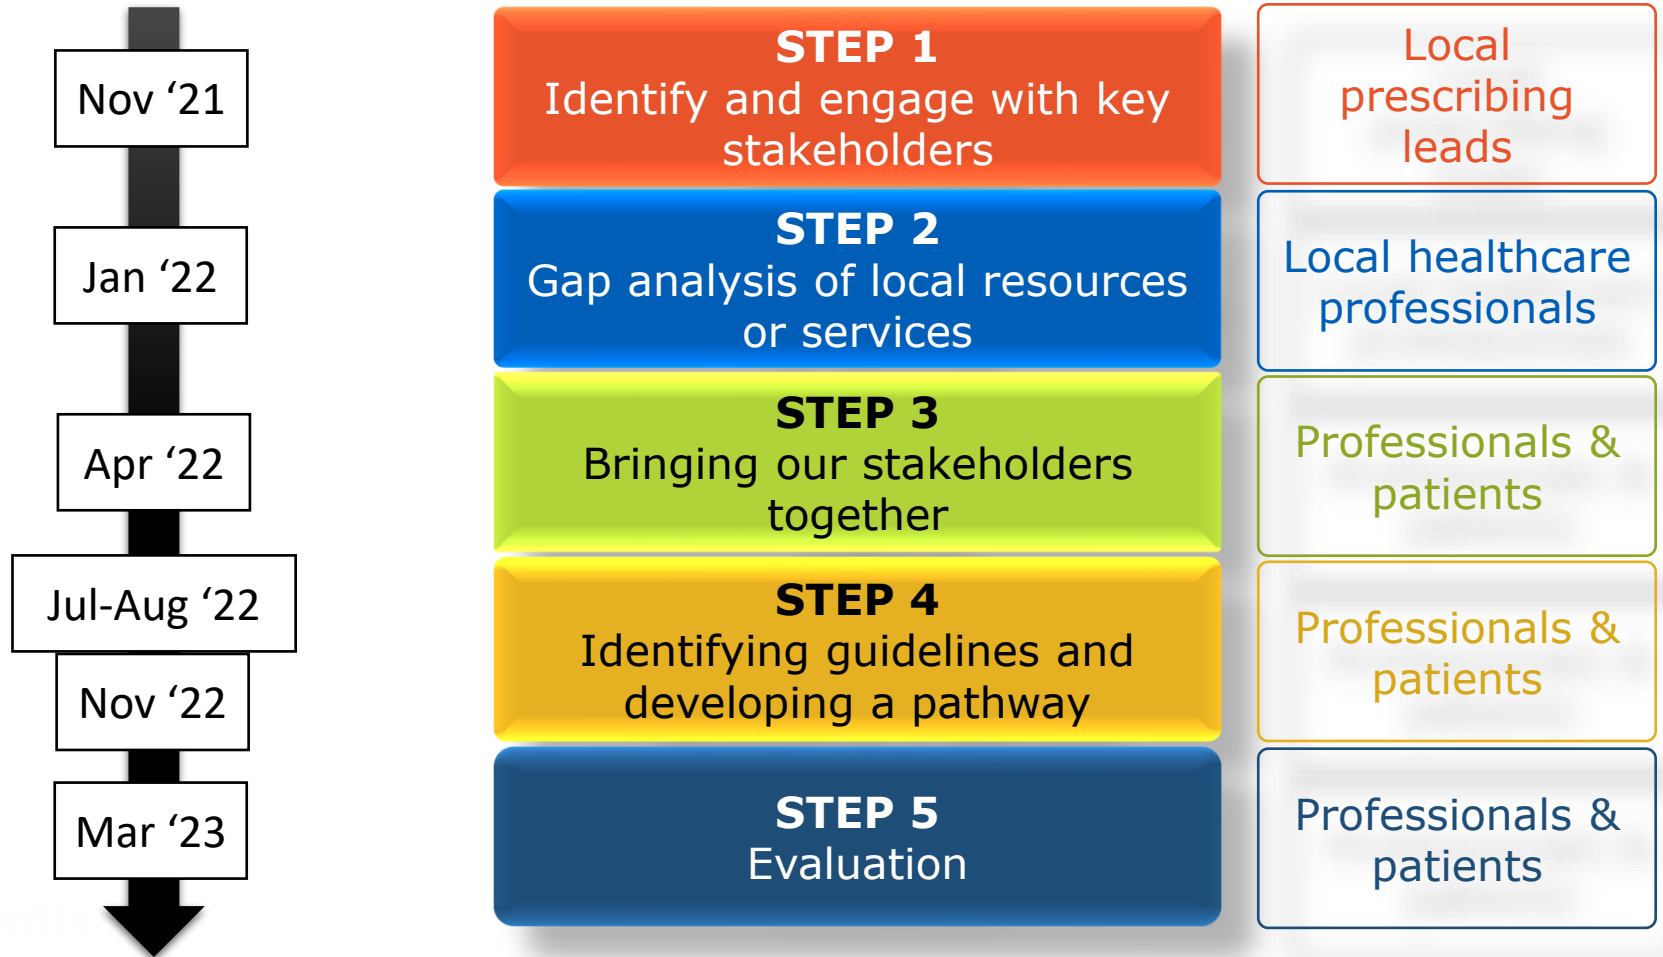 Nov ‘21
STEP 1
Identify and engage with key
stakeholders
Local
prescribing
leads
Jan ‘22
STEP 2
Gap analysis of local resources
or services
Local healthcare
professionals
Apr ‘22
STEP 3
Bringing our stakeholders
together
Professionals &
patients
Jul-Aug ‘22
Nov ‘22
STEP 4
Identifying guidelines and
developing a pathway
Professionals &
patients
Mar ‘23
STEP 5
Evaluation
Professionals &
patients